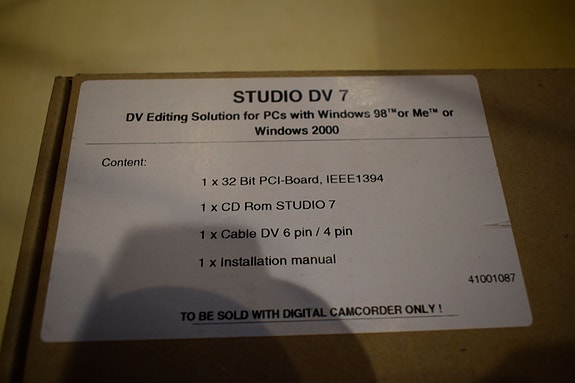 STUDIO DV 7
DV Editing Solution for PCs with Windows 98™or Me™ or
Windows 2000
Content:
1 x 32 Bit PCI-Board, IEEE1394
1 x CD Rom STUDIO 7
1 x Cable DV 6 pin / 4 pin
1 x Installation manual
41001087
TO BE SOLD WITH DIGITAL CAMCORDER ONLY !